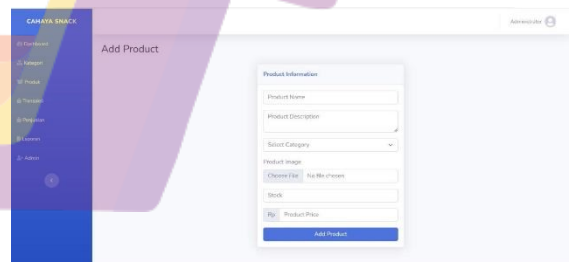 CAHAYA SNACK
Administrator
Dashboard
Kategori
Produk
Transaksi
Penjualan
Laporan
Admin
Add Product
Product Information
Product Name
Product Description
Select Category
Product Image
Choose File No file chosen
Stock
Rp Product Price
Add Product